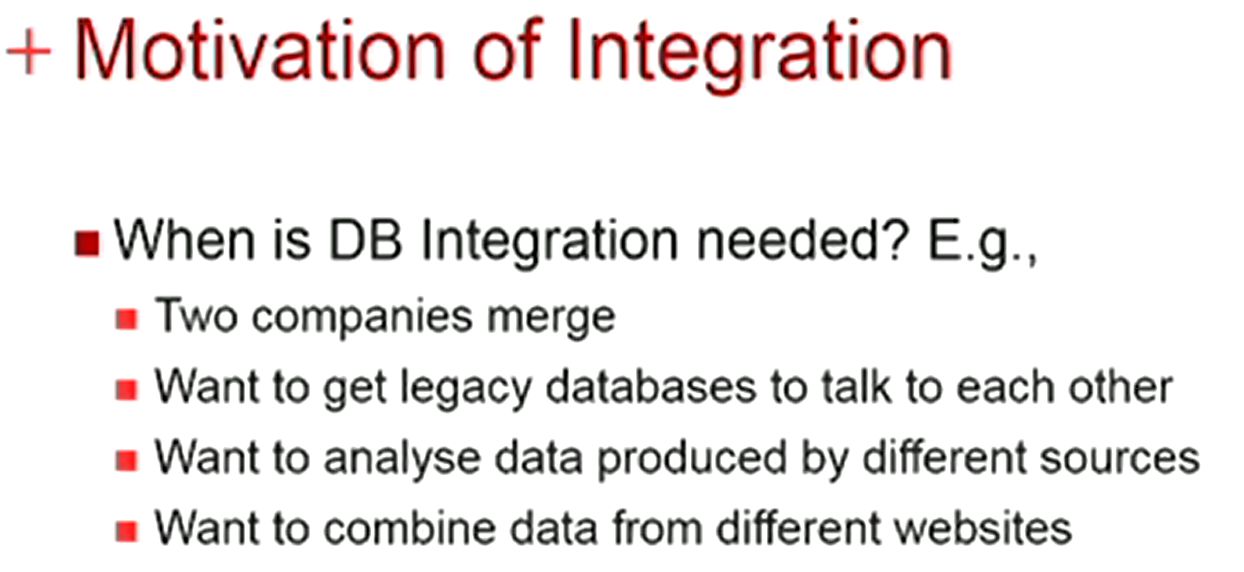 + Motivation of Integration
When is DB Integration needed? E.g.,
Two companies merge
Want to get legacy databases to talk to each other
Want to analyse data produced by different sources
Want to combine data from different websites